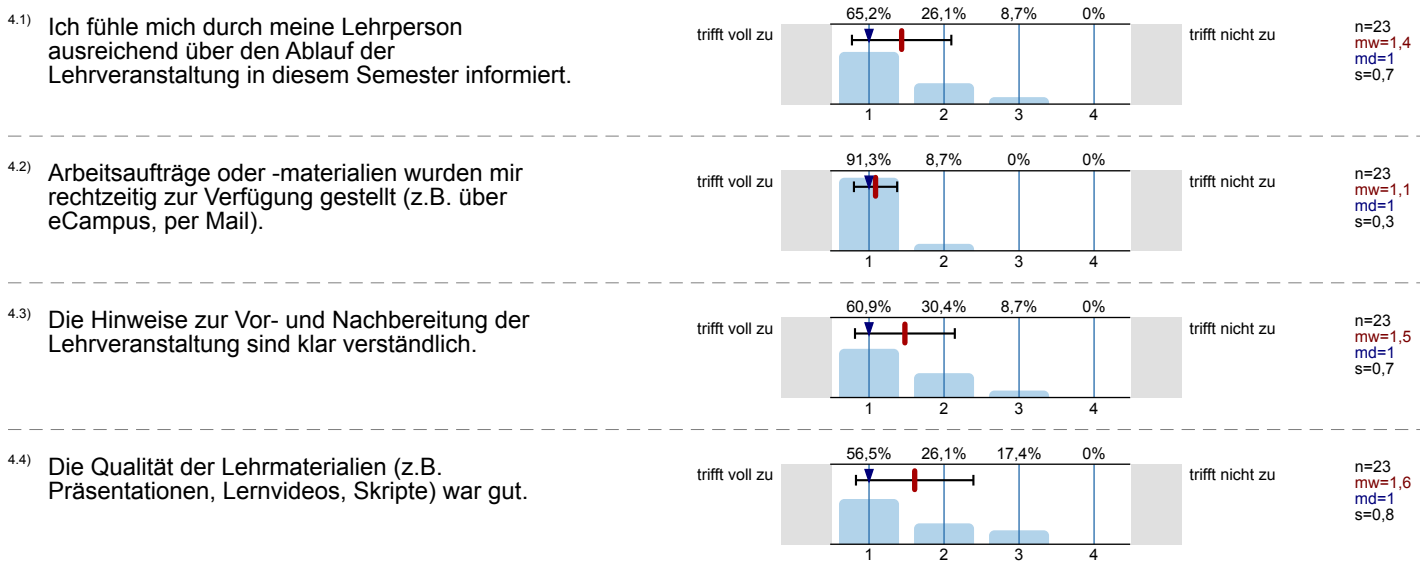 4.1) Ich fühle mich durch meine Lehrperson
ausreichend über den Ablauf der
Lehrveranstaltung in diesem Semester informiert.
trifft voll zu
65,2% 26,1% 8,7% 0%
1 2 3 4
trifft nicht zu
n=23
mw=1,4
md=1
s=0,7
4.2) Arbeitsaufträge oder -materialien wurden mir
rechtzeitig zur Verfügung gestellt (z.B. über
eCampus, per Mail).
trifft voll zu
91,3% 8,7% 0% 0%
1 2 3 4
trifft nicht zu
n=23
mw=1,1
md=1
s=0,3
4.3) Die Hinweise zur Vor- und Nachbereitung der
Lehrveranstaltung sind klar verständlich.
trifft voll zu
60,9% 30,4% 8,7% 0%
1 2 3 4
trifft nicht zu
n=23
mw=1,5
md=1
s=0,7
4.4) Die Qualität der Lehrmaterialien (z.B.
Präsentationen, Lernvideos, Skripte) war gut.
trifft voll zu
56,5% 26,1% 17,4% 0%
1 2 3 4
trifft nicht zu
n=23
mw=1,6
md=1
s=0,8